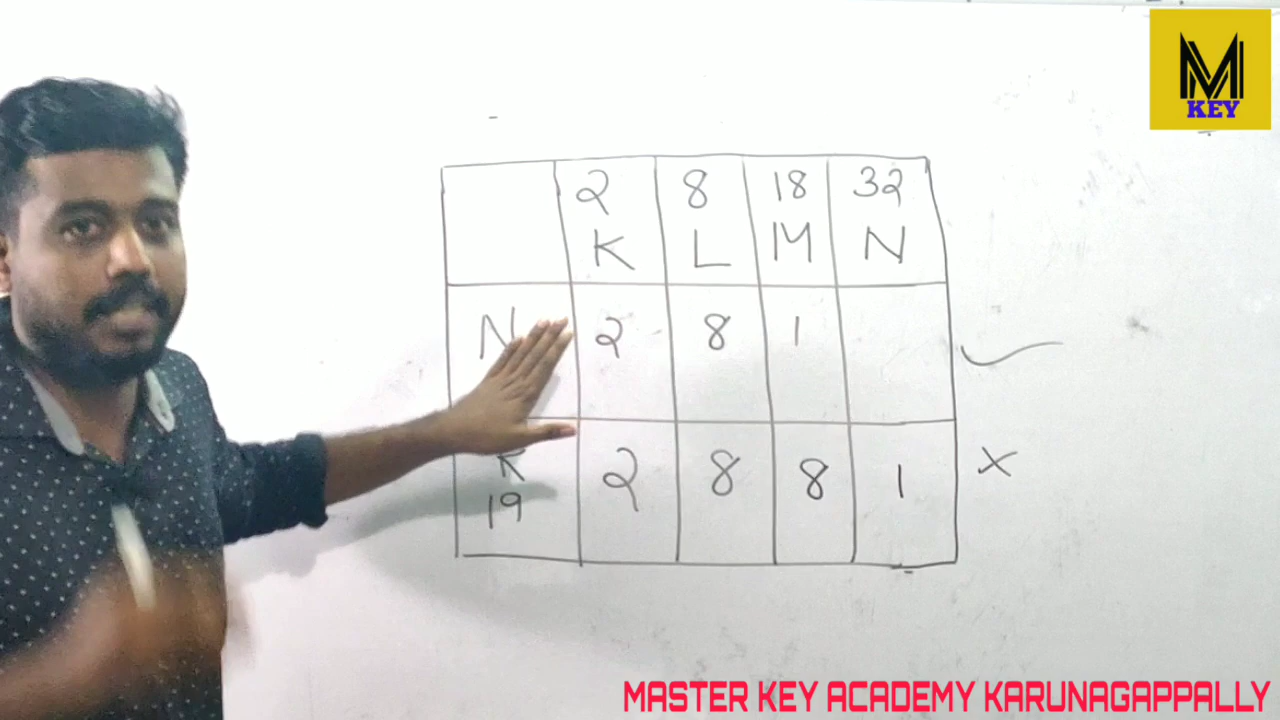 M
KEY
2 8 18 32
K L M N
N 2 8 1
K 2 8 8 1
19
MASTER KEY ACADEMY KARUNAGAPPALLY